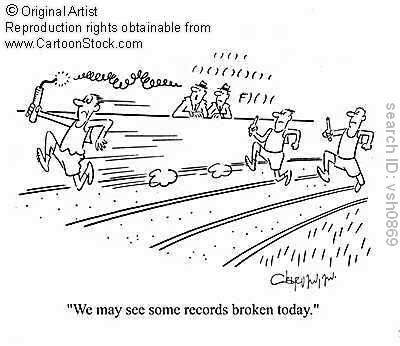 © Original Artist
Reproduction rights obtainable from
www.CartoonStock.com
search ID: vsh0869
"We may see some records broken today."